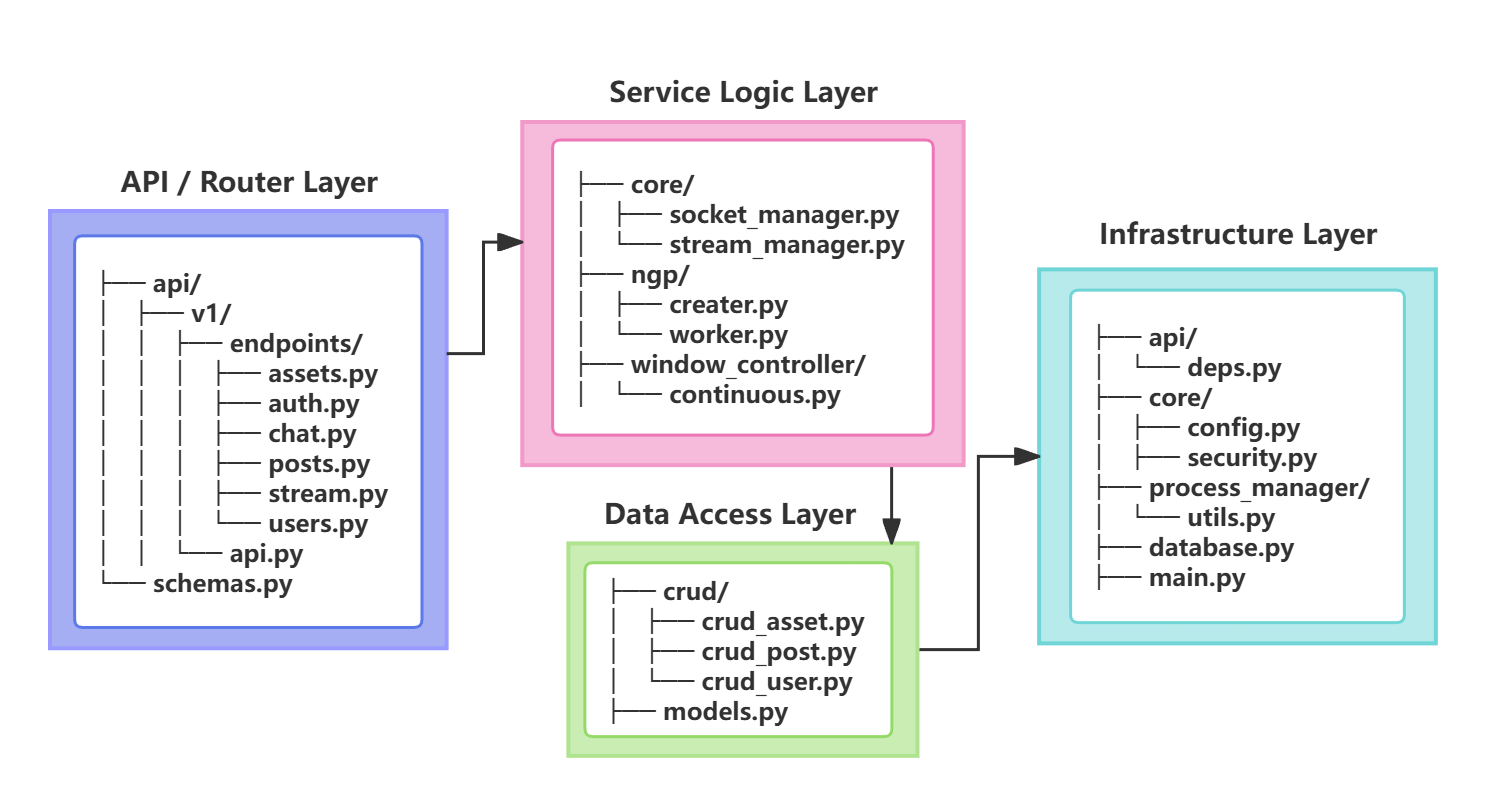 API / Router Layer
├── api/
│   ├── v1/
│   │   ├── endpoints/
│   │   │   ├── assets.py
│   │   │   ├── auth.py
│   │   │   ├── chat.py
│   │   │   ├── posts.py
│   │   │   ├── stream.py
│   │   │   └── users.py
│   │   └── api.py
└── schemas.py
Service Logic Layer
├── core/
│   ├── socket_manager.py
│   └── stream_manager.py
├── ngp/
│   ├── creater.py
│   └── worker.py
├── window_controller/
│   └── continuous.py
Data Access Layer
├── crud/
│   ├── crud_asset.py
│   ├── crud_post.py
│   └── crud_user.py
├── models.py
Infrastructure Layer
├── api/
│   └── deps.py
├── core/
│   ├── config.py
│   ├── security.py
├── process_manager/
│   └── utils.py
├── database.py
├── main.py